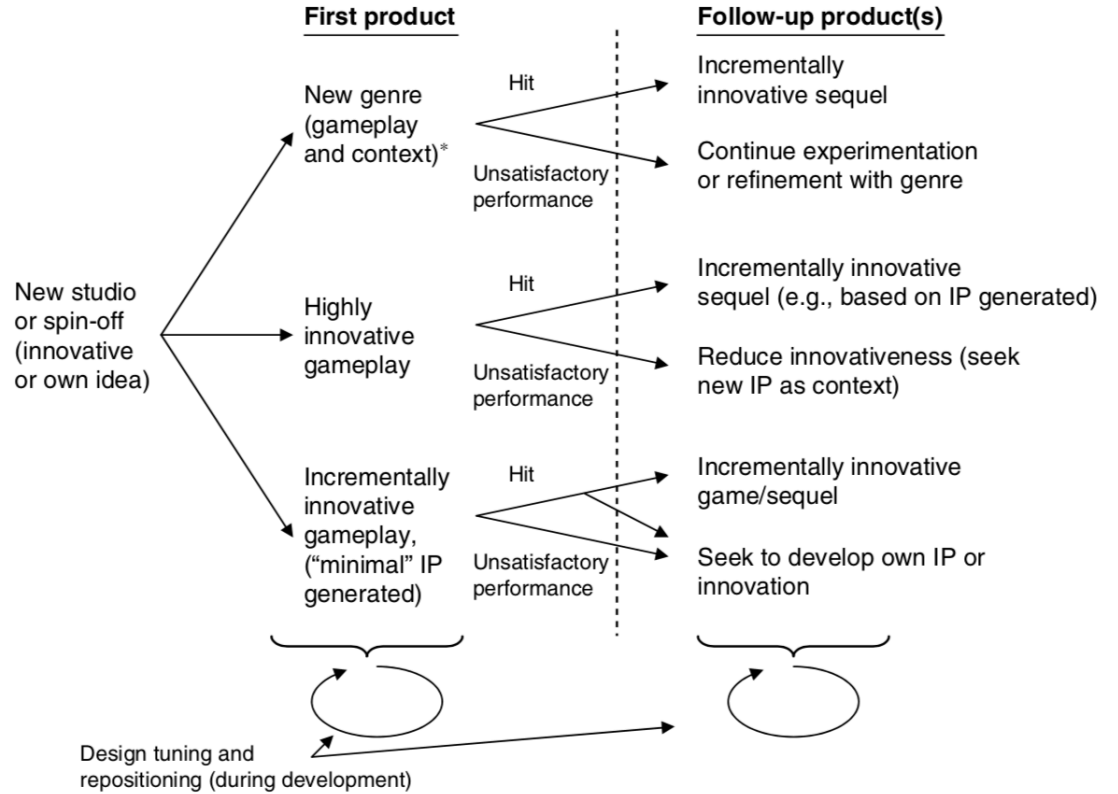 First product
Follow-up product(s)
New genre
(gameplay
and context)*
Hit
Unsatisfactory
performance
Incrementally
innovative sequel
Continue experimentation
or refinement with genre
New studio
or spin-off
(innovative
or own idea)
Highly
innovative
gameplay
Hit
Unsatisfactory
performance
Incrementally innovative
sequel (e.g., based on IP generated)
Reduce innovativeness (seek
new IP as context)
Incrementally
innovative
gameplay,
(“minimal” IP
generated)
Hit
Unsatisfactory
performance
Incrementally innovative
game/sequel
Seek to develop own IP or
innovation
Design tuning and
repositioning (during development)